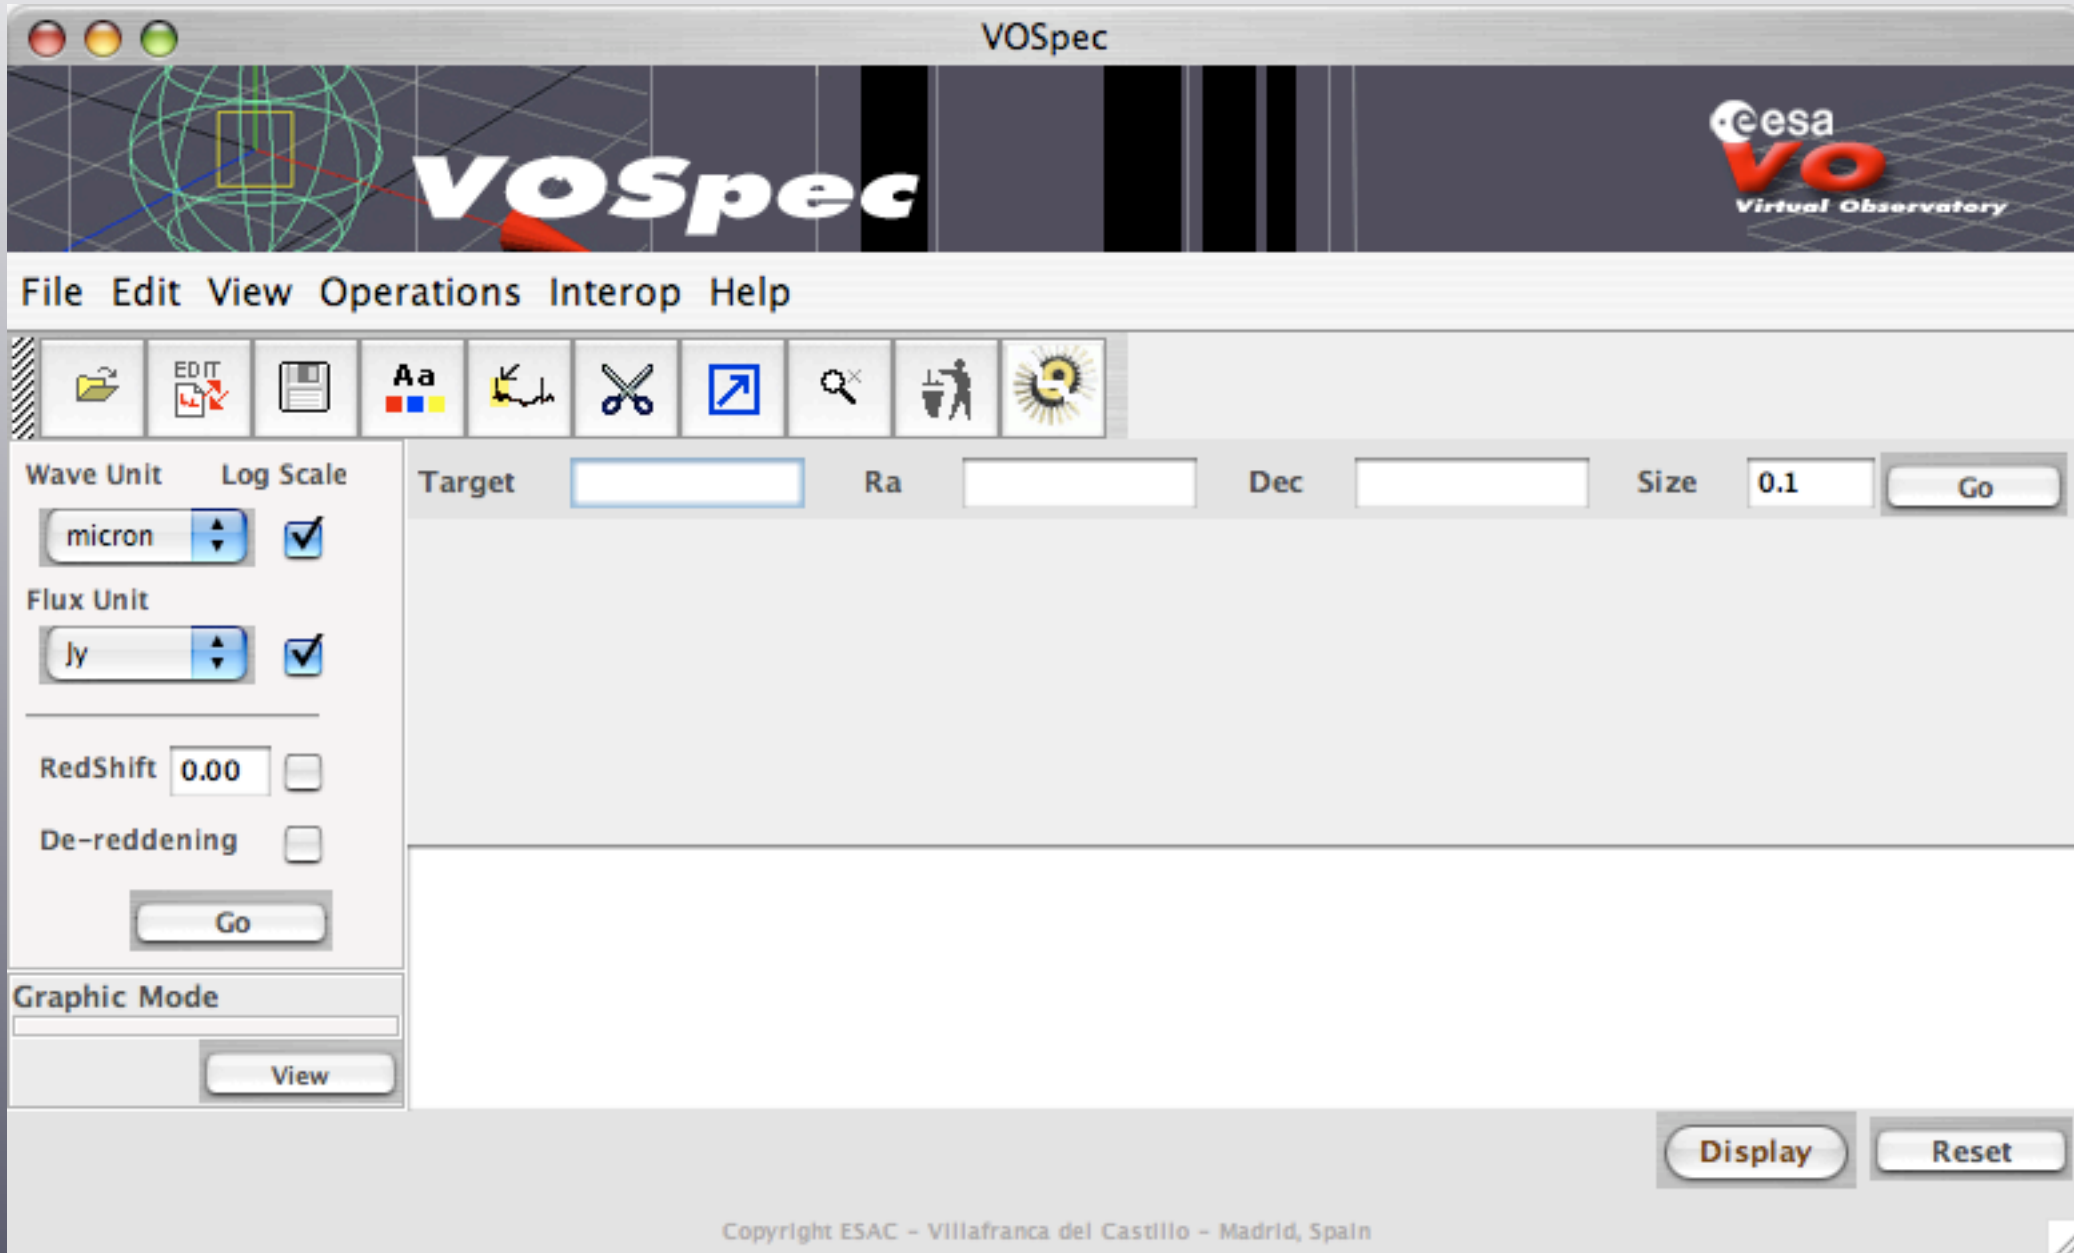 VOSpec
VOSpec
esa
VO
Virtual Observatory
File Edit View Operations Interop Help
EDIT
Aa
Wave Unit Log Scale
Target Ra Dec Size 0.1 Go
micron
Flux Unit
Jy
RedShift 0.00
De-reddening
Go
Graphic Mode
View
Display Reset
Copyright ESAC - Villafranca del Castillo - Madrid, Spain